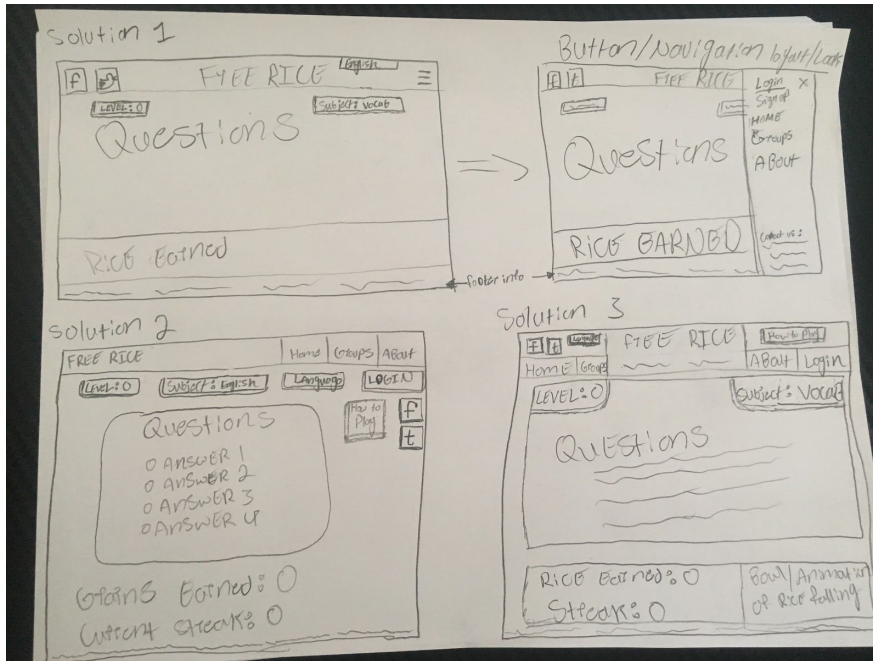 Solution 1
f FREE RICE English
LEVEL: 0 Subject: Vocab
Questions
Rice Earned
footer info
Button/Navigation layout/Look
f t FREE RICE
Login X
Sign up
HOME
Groups
ABout
Questions
RICE EARNED
Contact us:
Solution 2
FREE RICE Home Groups ABout
LEVEL: 0 Subject: English Language LOGIN
Questions
How to Play
f
t
ANSWER 1
ANSWER 2
ANSWER 3
ANSWER 4
Grains Earned: 0
Current Streak: 0
Solution 3
f t Language FREE RICE How to Play
Home Groups ABout Login
LEVEL: 0 Subject: Vocab
Questions
Rice Earned: 0
Streak: 0
Bowl/Animation
of Rice falling